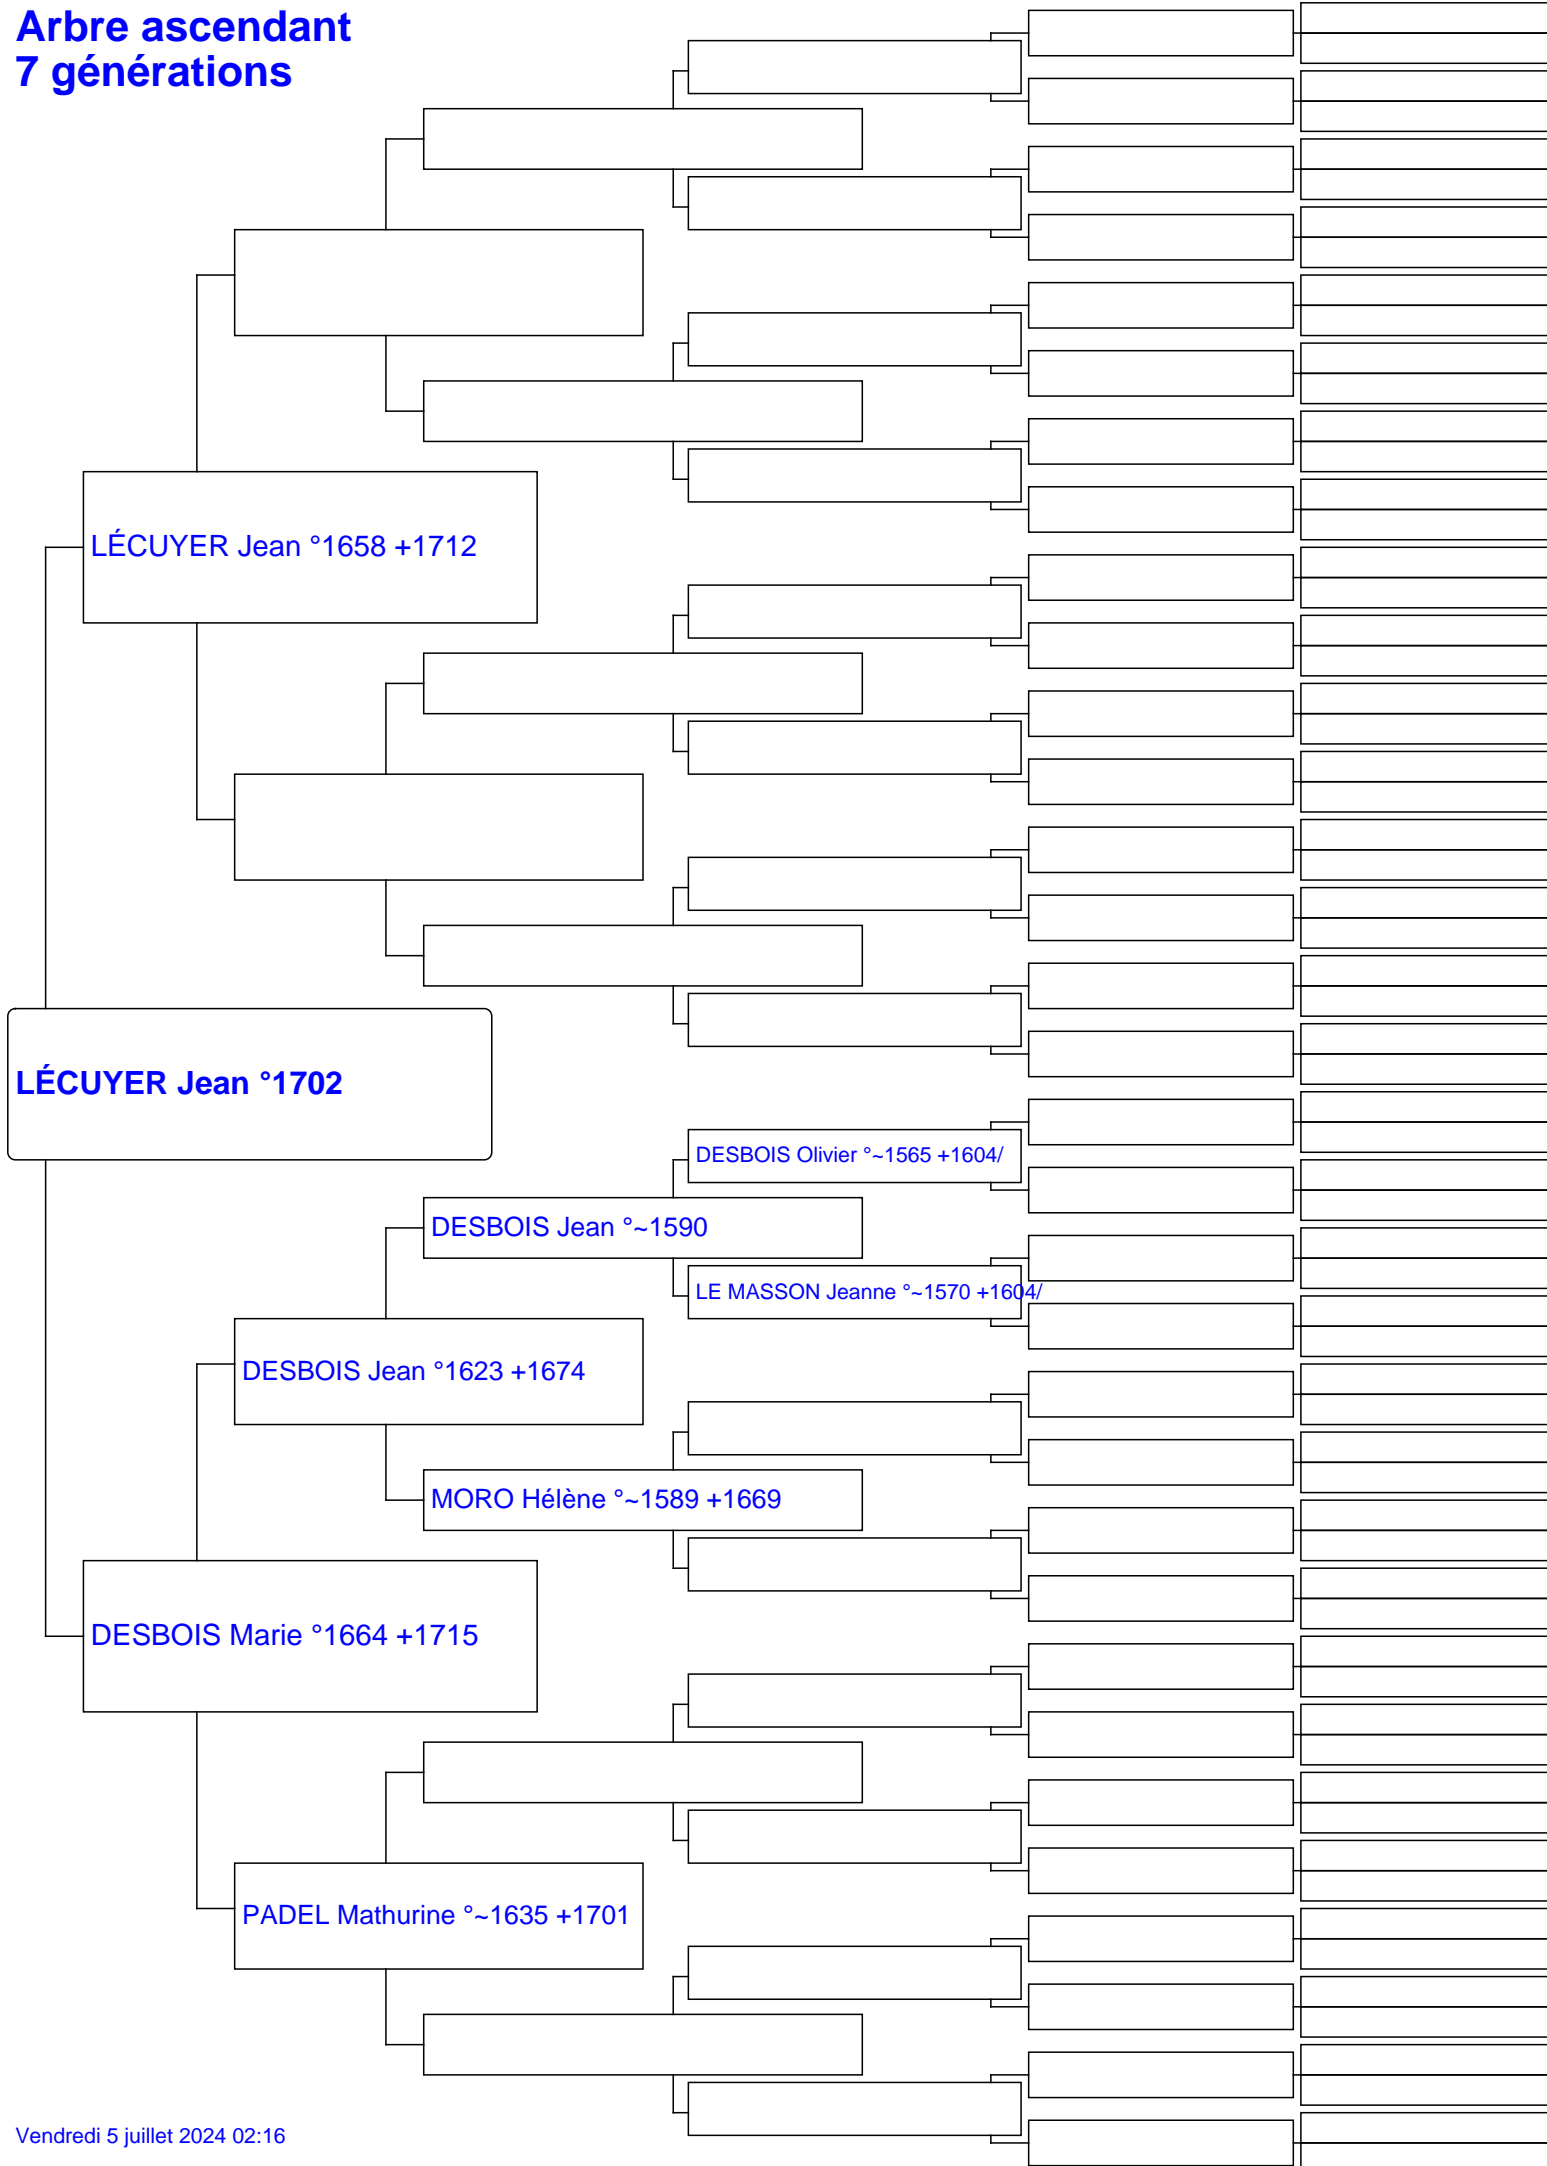 Arbre ascendant
7 générations
LÉCUYER Jean °1658 +1712
LÉCUYER Jean °1702
DESBOIS Olivier °~1565 +1604/
DESBOIS Jean °~1590
LE MASSON Jeanne °~1570 +1604/
DESBOIS Jean °1623 +1674
MORO Hélène °~1589 +1669
DESBOIS Marie °1664 +1715
PADEL Mathurine °~1635 +1701
Vendredi 5 juillet 2024 02:16